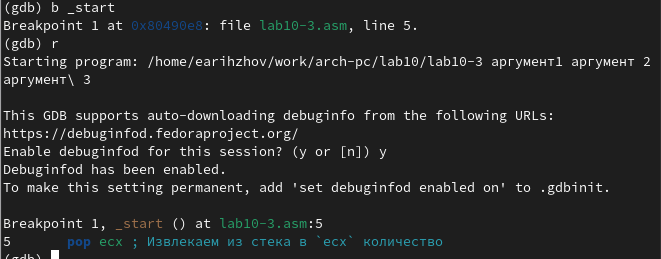 (gdb) b _start
Breakpoint 1 at 0x80490e8: file lab10-3.asm, line 5.
(gdb) r
Starting program: /home/earihzhov/work/arch-pc/lab10/lab10-3 аргумент1 аргумент 2
аргумент\ 3
This GDB supports auto-downloading debuginfo from the following URLs:
https://debuginfod.fedoraproject.org/
Enable debuginfod for this session? (y or [n]) y
Debuginfod has been enabled.
To make this setting permanent, add 'set debuginfod enabled on' to .gdbinit.
Breakpoint 1, _start () at lab10-3.asm:5
5 pop ecx ; Извлекаем из стека в `ecx` количество
(gdb)